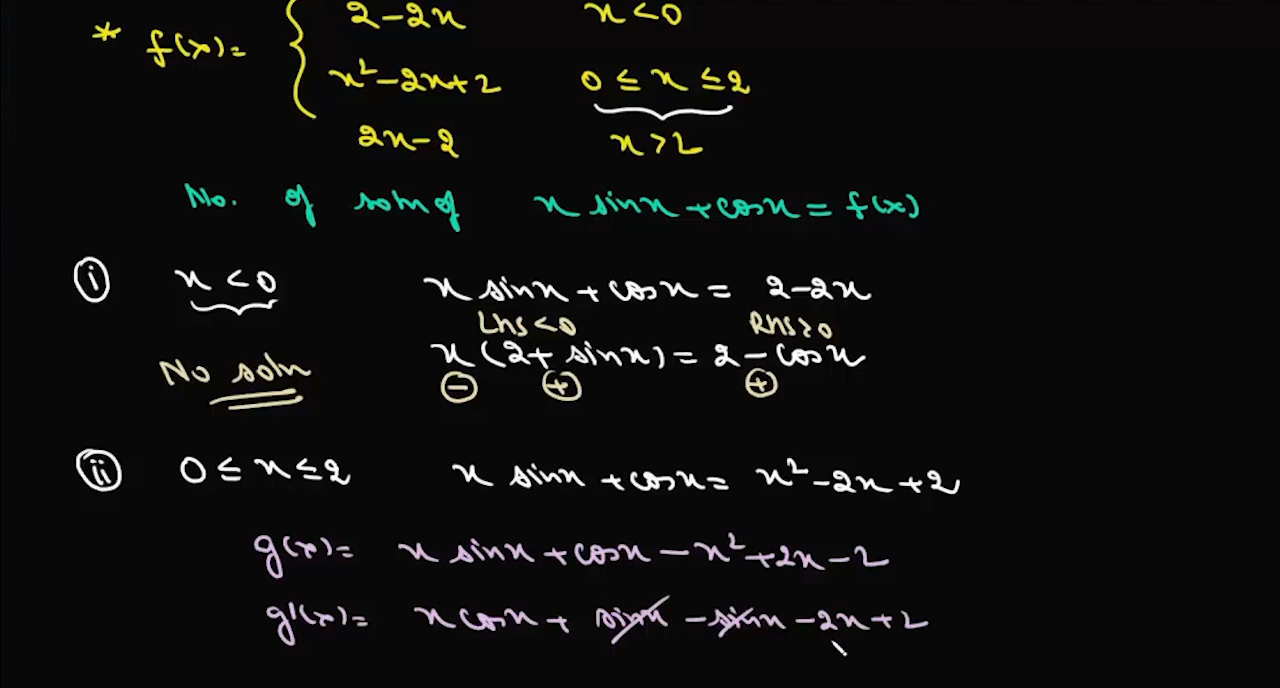 2-2x x<0
* f(x)= { x²-2x+2 0≤x≤2
2x-2 x>2
No. of soln of x sinx+cosx= f(x)
(i) x<0 x sinx+cosx= 2-2x
Lhs<0 Rhs>0
No soln x(2+sinx)= 2-cosx
- + +
(ii) 0≤x≤2 x sinx+cosx= x²-2x+2
g(x)= x sinx+cosx-x²+2x-2
g'(x)= x cosx+ sinx -sinx -2x+2